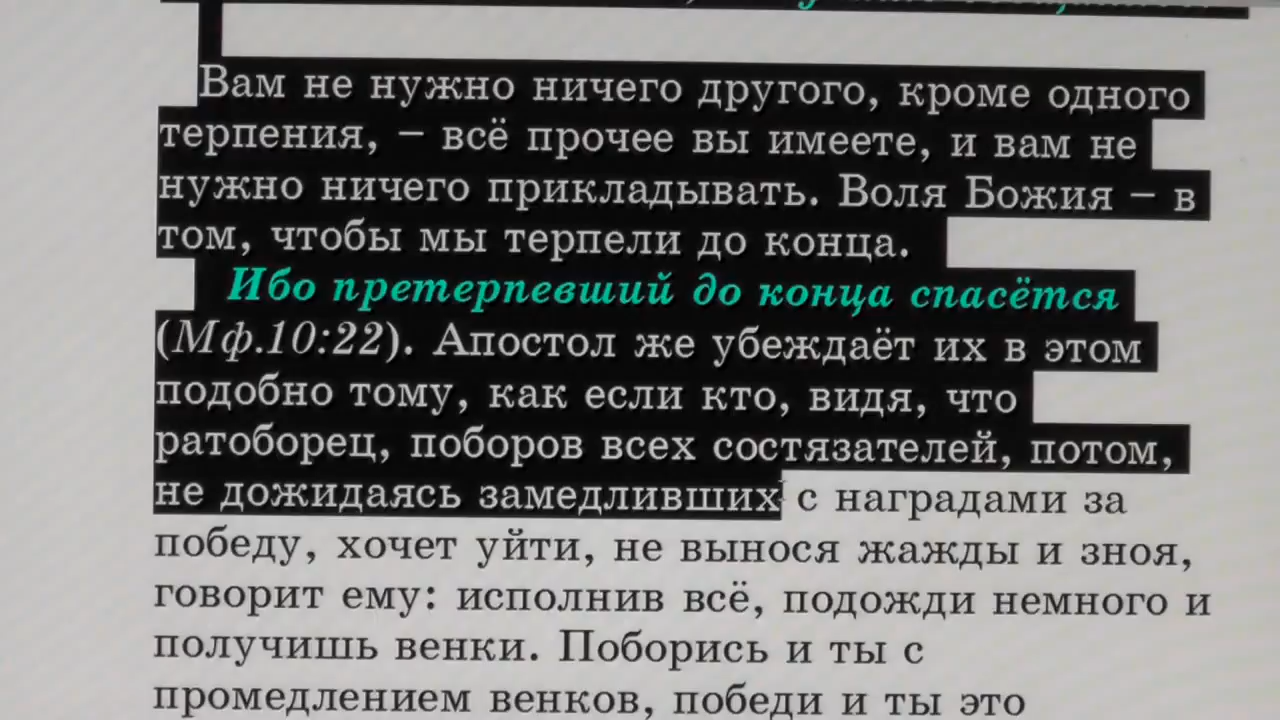 Вам не нужно ничего другого, кроме одного
терпения, – всё прочее вы имеете, и вам не
нужно ничего прикладывать. Воля Божия – в
том, чтобы мы терпели до конца.
Ибо претерпевший до конца спасётся
(Мф.10:22). Апостол же убеждаёт их в этом
подобно тому, как если кто, видя, что
ратоборец, поборов всех состязателей, потом,
не дожидаясь замедливших с наградами за
победу, хочет уйти, не вынося жажды и зноя,
говорит ему: исполнив всё, подожди немного и
получишь венки. Поборись и ты с
промедлением венков, победи и ты это